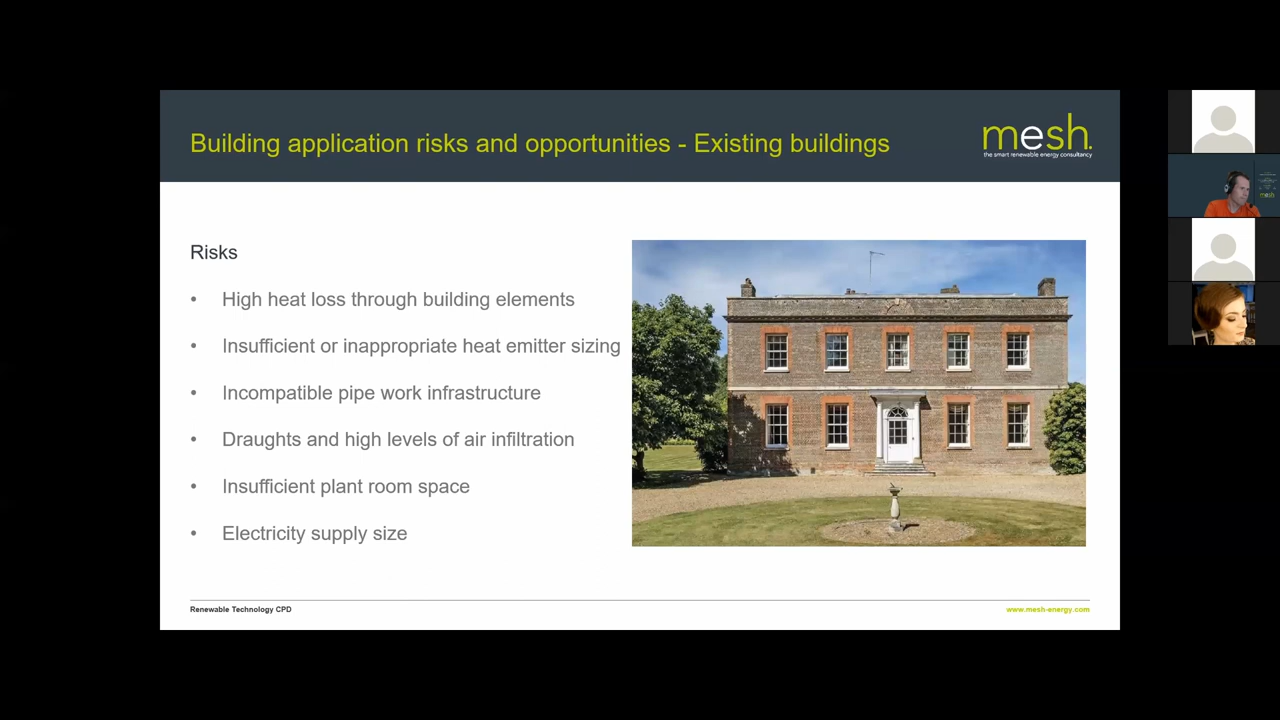 Building application risks and opportunities - Existing buildings
mesh.
the smart renewable energy consultancy
Risks
• High heat loss through building elements
• Insufficient or inappropriate heat emitter sizing
• Incompatible pipe work infrastructure
• Draughts and high levels of air infiltration
• Insufficient plant room space
• Electricity supply size
Renewable Technology CPD
www.mesh-energy.com
mesh